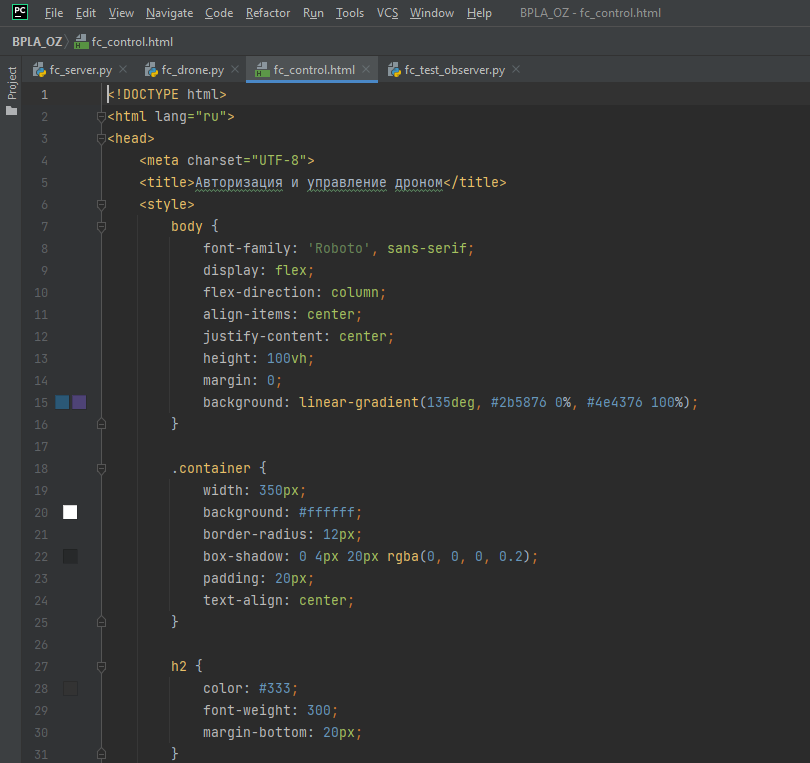 PC File Edit View Navigate Code Refactor Run Tools VCS Window Help BPLA_OZ - fc_control.html
BPLA_OZ fc_control.html
fc_server.py fc_drone.py fc_control.html fc_test_observer.py
Project
1 <!DOCTYPE html>
2 <html lang="ru">
3 <head>
4 <meta charset="UTF-8">
5 <title>Авторизация и управление дроном</title>
6 <style>
7 body {
8 font-family: 'Roboto', sans-serif;
9 display: flex;
10 flex-direction: column;
11 align-items: center;
12 justify-content: center;
13 height: 100vh;
14 margin: 0;
15 background: linear-gradient(135deg, #2b5876 0%, #4e4376 100%);
16 }
17
18 .container {
19 width: 350px;
20 background: #ffffff;
21 border-radius: 12px;
22 box-shadow: 0 4px 20px rgba(0, 0, 0, 0.2);
23 padding: 20px;
24 text-align: center;
25 }
26
27 h2 {
28 color: #333;
29 font-weight: 300;
30 margin-bottom: 20px;
31 }